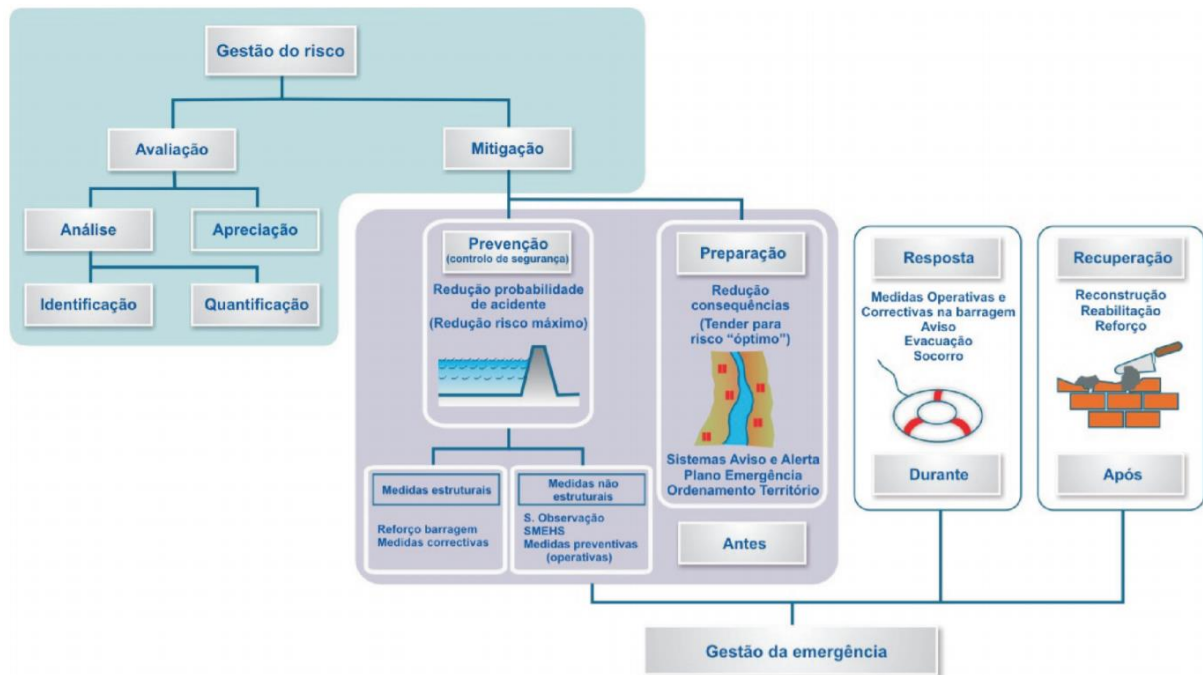 Gestão do risco
Avaliação
Mitigação
Análise
Apreciação
Identificação
Quantificação
Prevenção
(controlo de segurança)
Redução probabilidade
de acidente
(Redução risco máximo)
Medidas estruturais
Reforço barragem
Medidas correctivas
Medidas não
estruturais
S. Observação
SMEHS
Medidas preventivas
(operativas)
Preparação
Redução
consequências
(Tender para
risco “óptimo”)
Sistemas Aviso e Alerta
Plano Emergência
Ordenamento Território
Antes
Resposta
Medidas Operativas e
Correctivas na barragem
Aviso
Evacuação
Socorro
Durante
Recuperação
Reconstrução
Reabilitação
Reforço
Após
Gestão da emergência